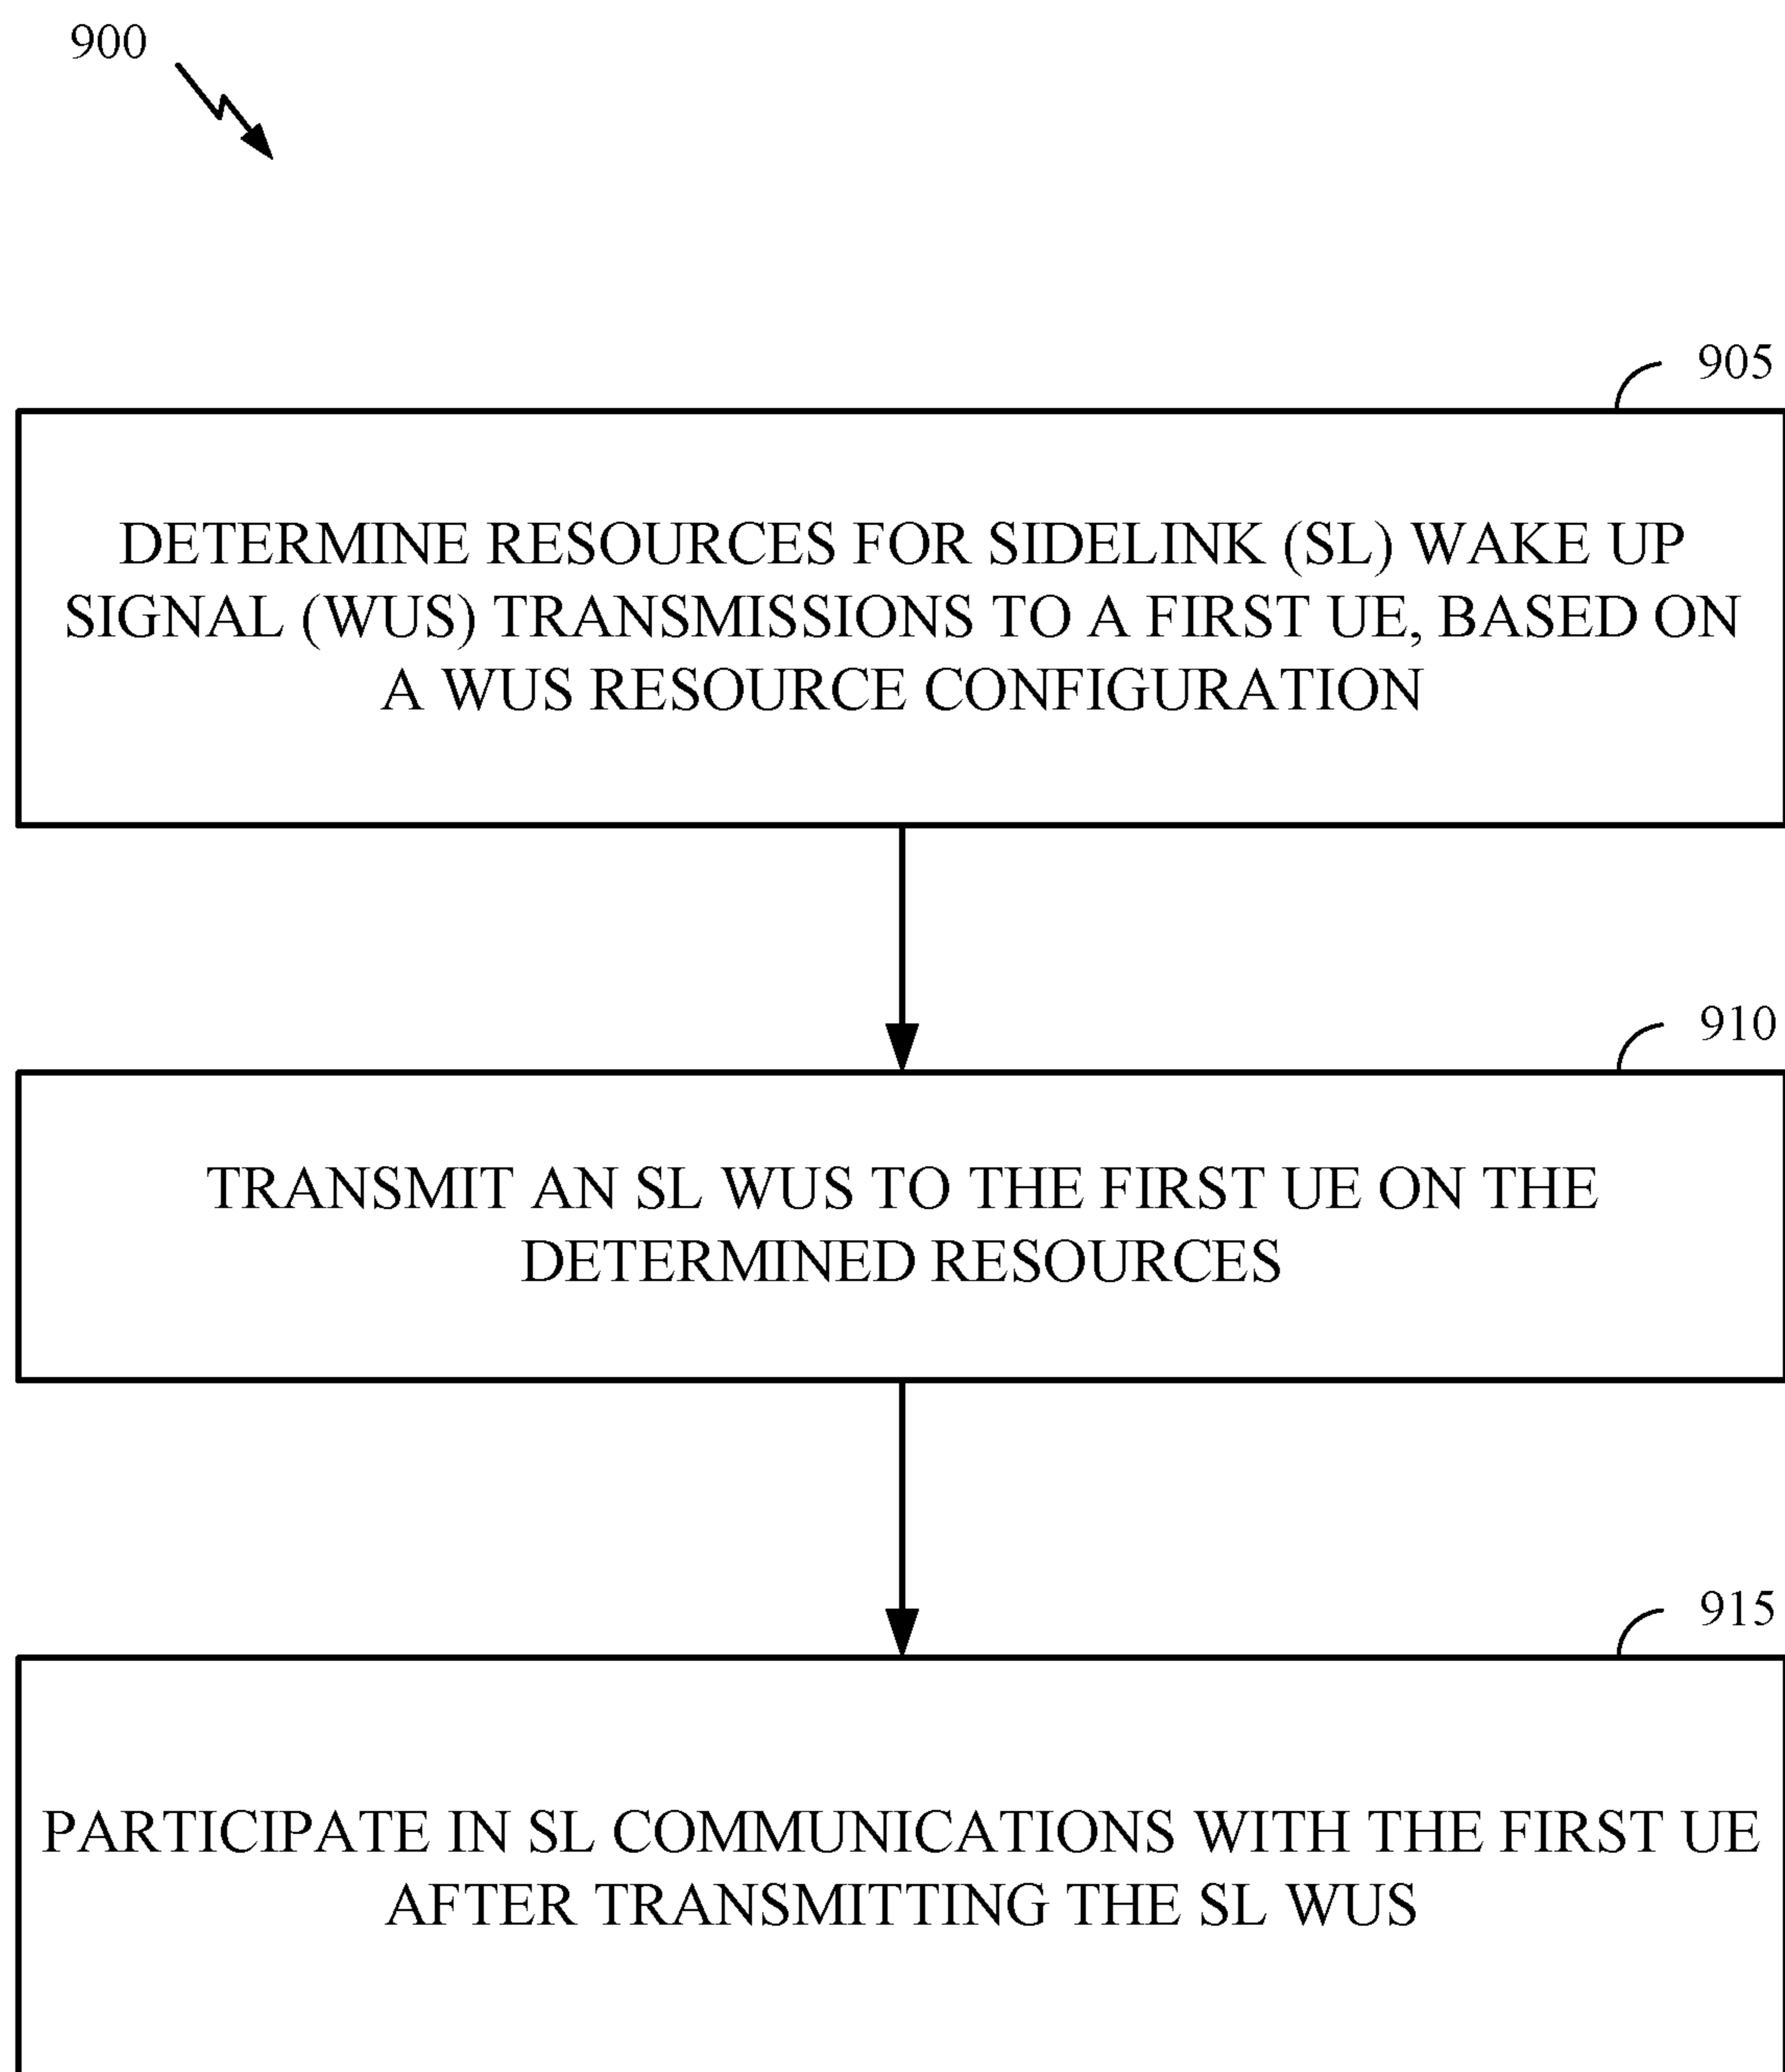 900
905
DETERMINE RESOURCES FOR SIDELINK (SL) WAKE UP
SIGNAL (WUS) TRANSMISSIONS TO A FIRST UE, BASED ON
A WUS RESOURCE CONFIGURATION
910
TRANSMIT AN SL WUS TO THE FIRST UE ON THE
DETERMINED RESOURCES
915
PARTICIPATE IN SL COMMUNICATIONS WITH THE FIRST UE
AFTER TRANSMITTING THE SL WUS